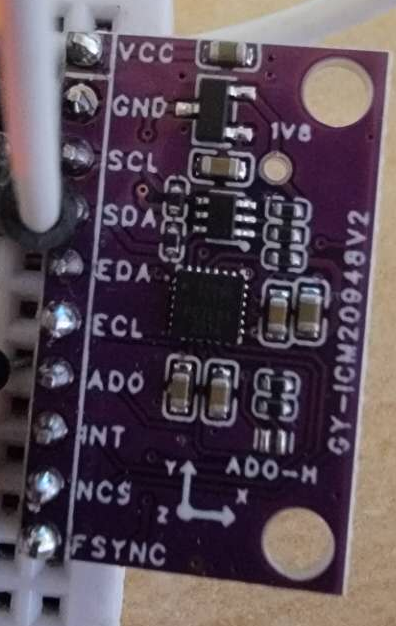 VCC
GND
1V8
SCL
SDA
EDA
ECL
ADO
INT
NCS
FSYNC
ADO-H
Y
X
Z
GY-ICM20948V2